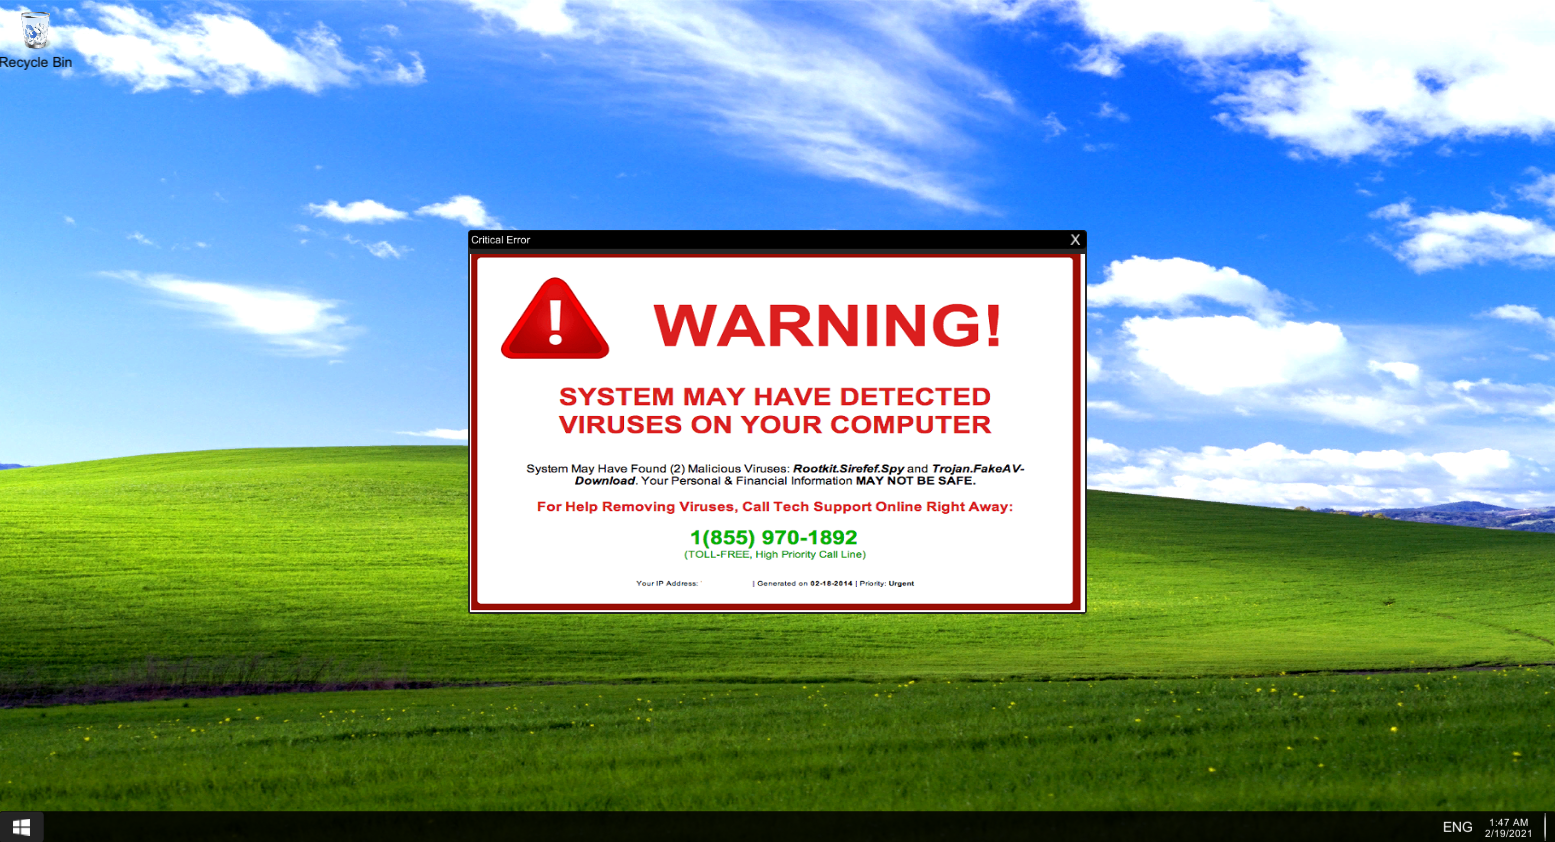 Recycle Bin
Critical Error
X
WARNING!
SYSTEM MAY HAVE DETECTED
VIRUSES ON YOUR COMPUTER
System May Have Found (2) Malicious Viruses: Rootkit.Sirefef.Spy and Trojan.FakeAV-
Download. Your Personal & Financial Information MAY NOT BE SAFE.
For Help Removing Viruses, Call Tech Support Online Right Away:
1(855) 970-1892
(TOLL-FREE, High Priority Call Line)
Your IP Address: | Generated on 02-18-2014 | Priority: Urgent
ENG
1:47 AM
2/19/2021